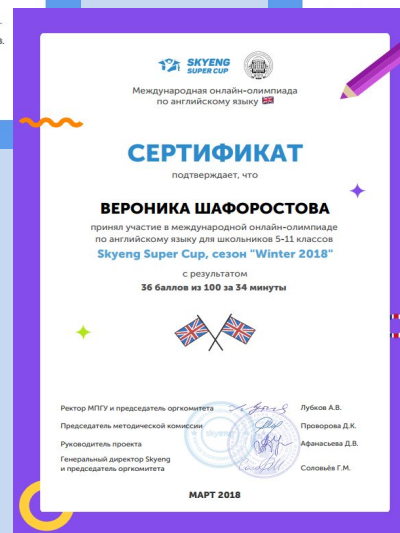 SKYENG
SUPER CUP
Международная онлайн-олимпиада
по английскому языку
СЕРТИФИКАТ
подтверждает, что
ВЕРОНИКА ШАФОРОСТОВА
принял участие в международной онлайн-олимпиаде
по английскому языку для школьников 5-11 классов
Skyeng Super Cup, сезон "Winter 2018"
с результатом
36 баллов из 100 за 34 минуты
Ректор МПГУ и председатель оргкомитета Лубков А.В.
Председатель методической комиссии Проворова Д.К.
Руководитель проекта Афанасьева Д.В.
Генеральный директор Skyeng
и председатель оргкомитета Соловьёв Г.М.
skyeng
МАРТ 2018